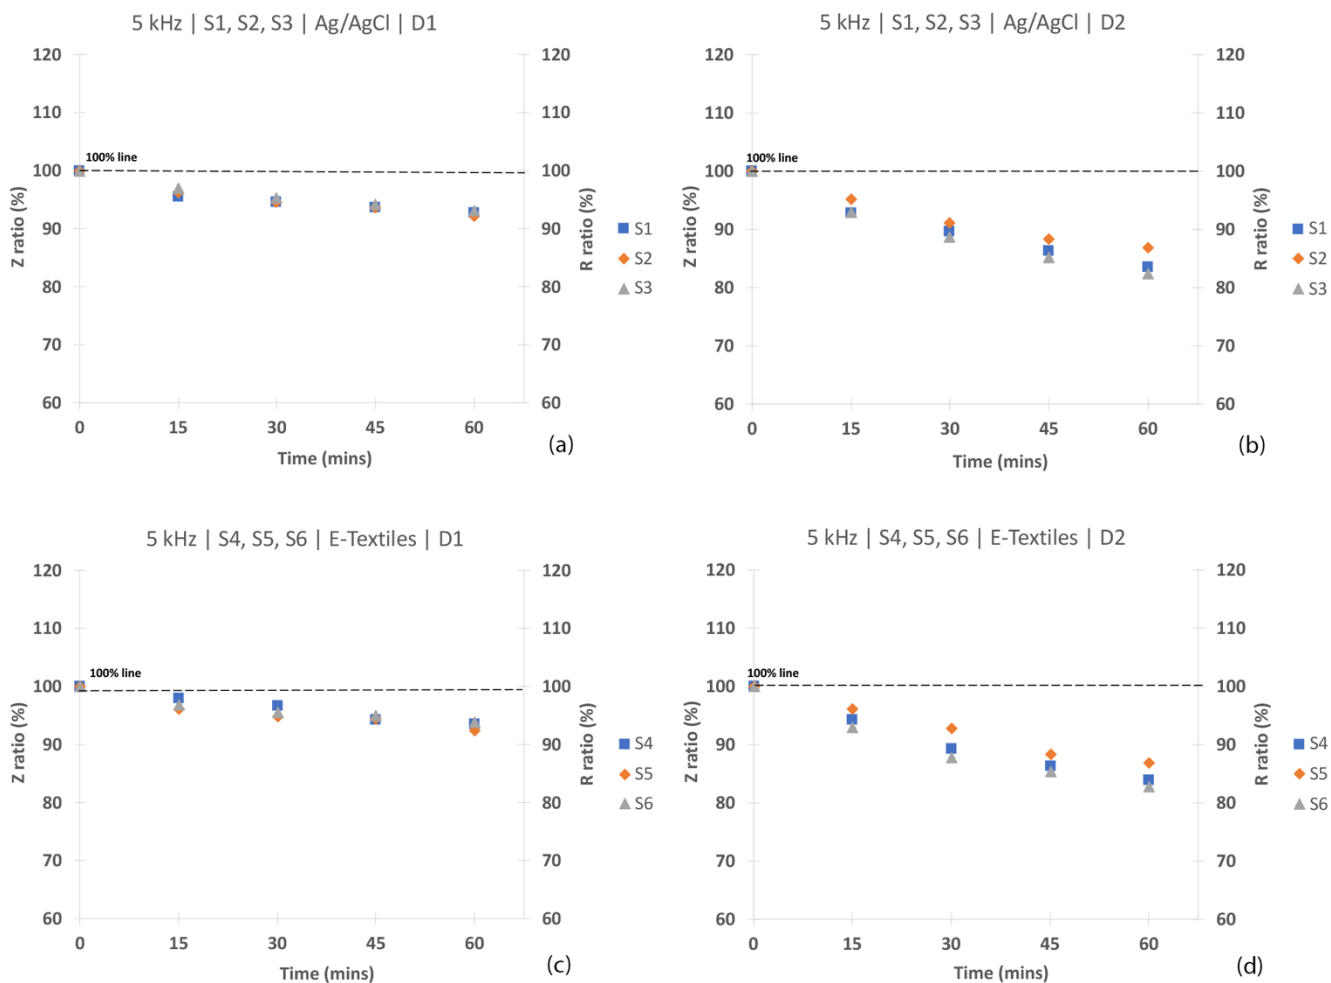 5 kHz | S1, S2, S3 | Ag/AgCl | D1
120
110
100
90
80
70
60
Z ratio (%)
100% line
120
110
100
90
80
70
60
R ratio (%)
0 15 30 45 60
Time (mins)
S1
S2
S3
(a)
5 kHz | S1, S2, S3 | Ag/AgCl | D2
120
110
100
90
80
70
60
Z ratio (%)
100% line
120
110
100
90
80
70
60
R ratio (%)
0 15 30 45 60
Time (mins)
S1
S2
S3
(b)
5 kHz | S4, S5, S6 | E-Textiles | D1
120
110
100
90
80
70
60
Z ratio (%)
100% line
120
110
100
90
80
70
60
R ratio (%)
0 15 30 45 60
Time (mins)
S4
S5
S6
(c)
5 kHz | S4, S5, S6 | E-Textiles | D2
120
110
100
90
80
70
60
Z ratio (%)
100% line
120
110
100
90
80
70
60
R ratio (%)
0 15 30 45 60
Time (mins)
S4
S5
S6
(d)